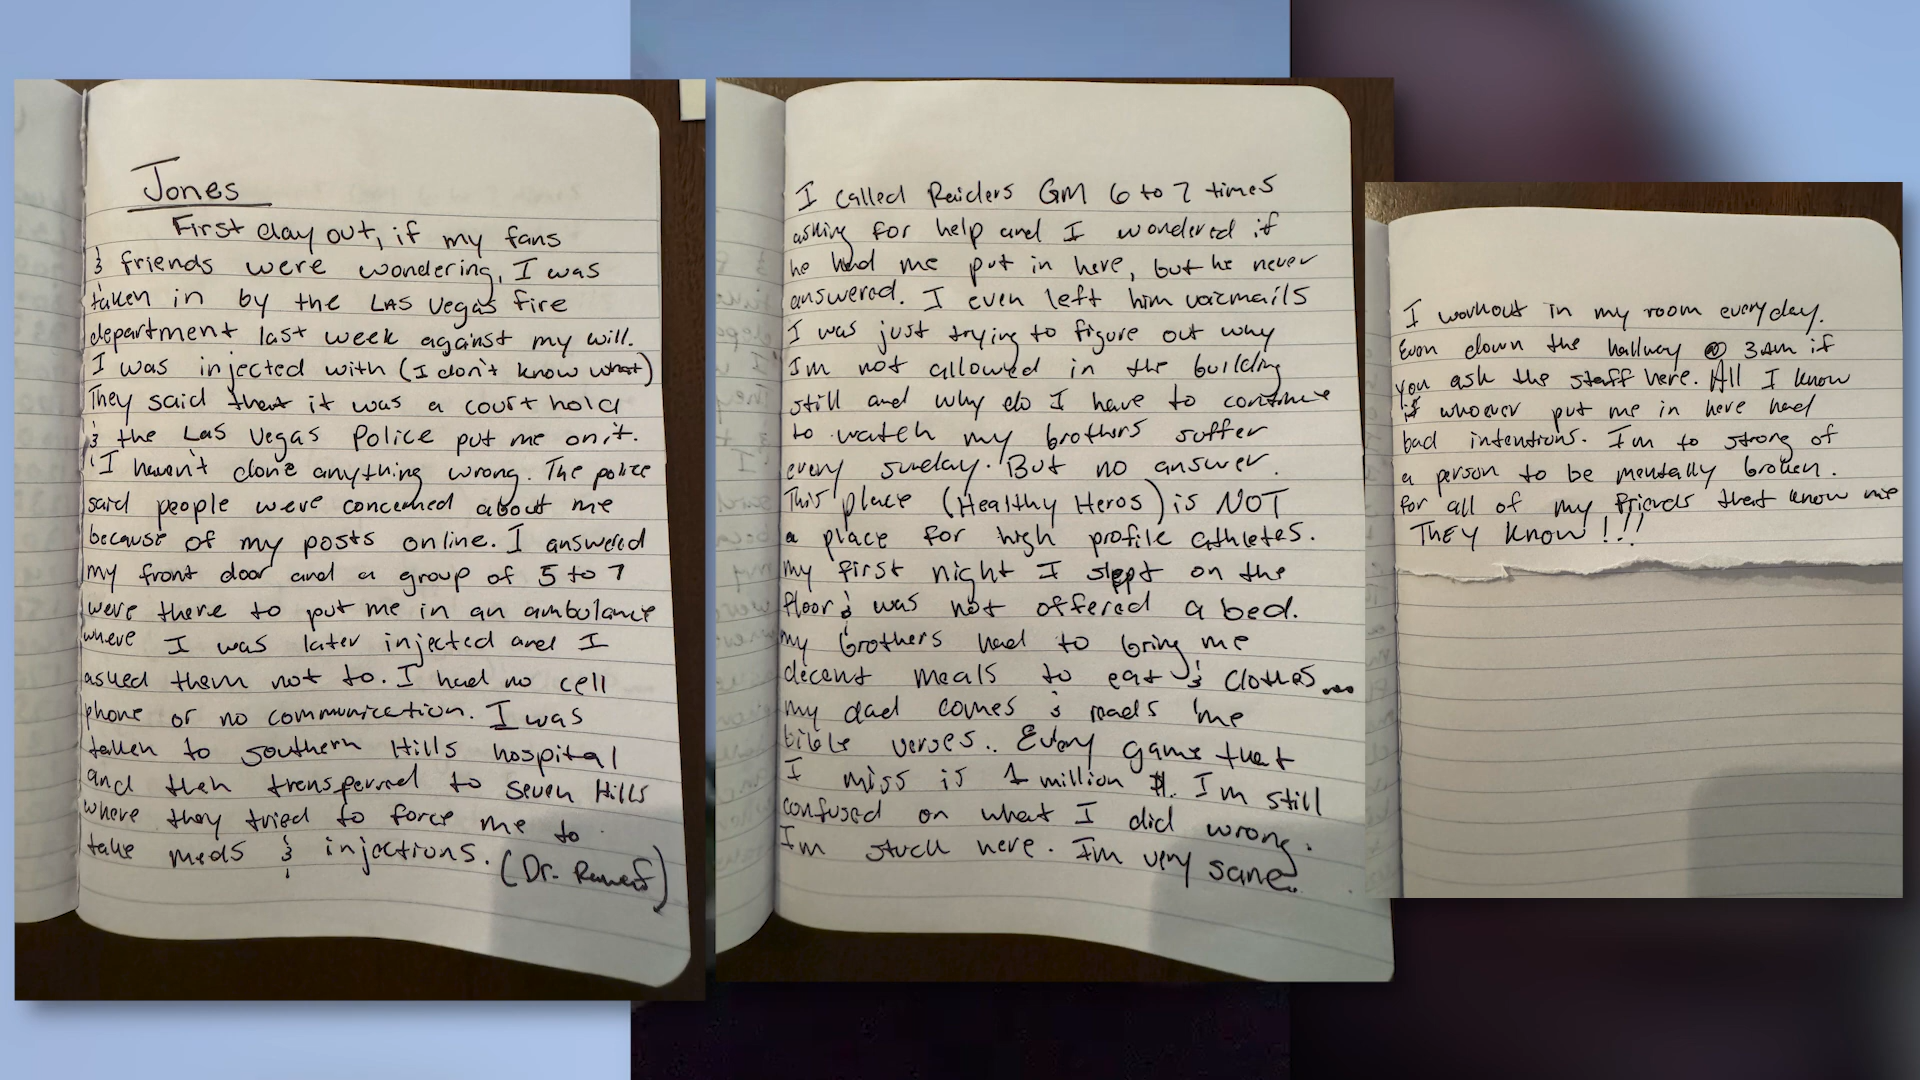 Jones
First day out, if my fans
& friends were wondering, I was
taken in by the LAS Vegas fire
department last week against my will.
I was injected with (I don't know what)
They said that it was a court hold
& the Las Vegas Police put me on it.
I haven't done anything wrong. The police
said people were concerned about me
because of my posts online. I answered
my front door and a group of 5 to 7
were there to put me in an ambulance
where I was later injected and I
asked them not to. I had no cell
phone or no communication. I was
taken to southern Hills hospital
and then transferred to Seven Hills
where they tried to force me to
take meds & injections. (Dr.
I called Raiders GM 6 to 7 times
asking for help and I wondered if
he had me put in here, but he never
answered. I even left him voicmails
I was just trying to figure out why
Im not allowed in the building
still and why do I have to continue
to watch my brothers suffer
every sunday. But no answer.
This place (Healthy Heros) is NOT
a place for high profile athletes.
my first night I slept on the
floor & was not offered a bed.
my brothers had to bring me
decent meals to eat & clothes...
my dad comes & reads me
bible verses.. Every game that
I miss is 1 million $. I'm still
confused on what I did wrong.
I'm stuck here. I'm very sane.
I workout in my room everyday.
Even down the hallway @ 3AM if
you ask the staff here. All I know
if whoever put me in here had
bad intentions. I'm to strong of
a person to be mentally broken.
for all of my friends that know me
THEY KNOW!!!